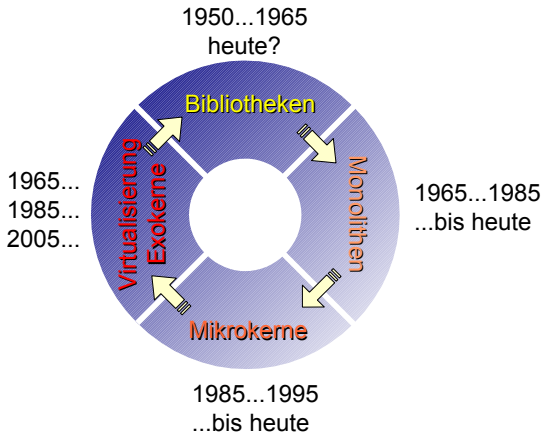 1950...1965
heute?
Bibliotheken
Monolithen
1965...1985
...bis heute
Mikrokerne
1985...1995
...bis heute
Virtualisierung
Exokerne
1965...
1985...
2005...